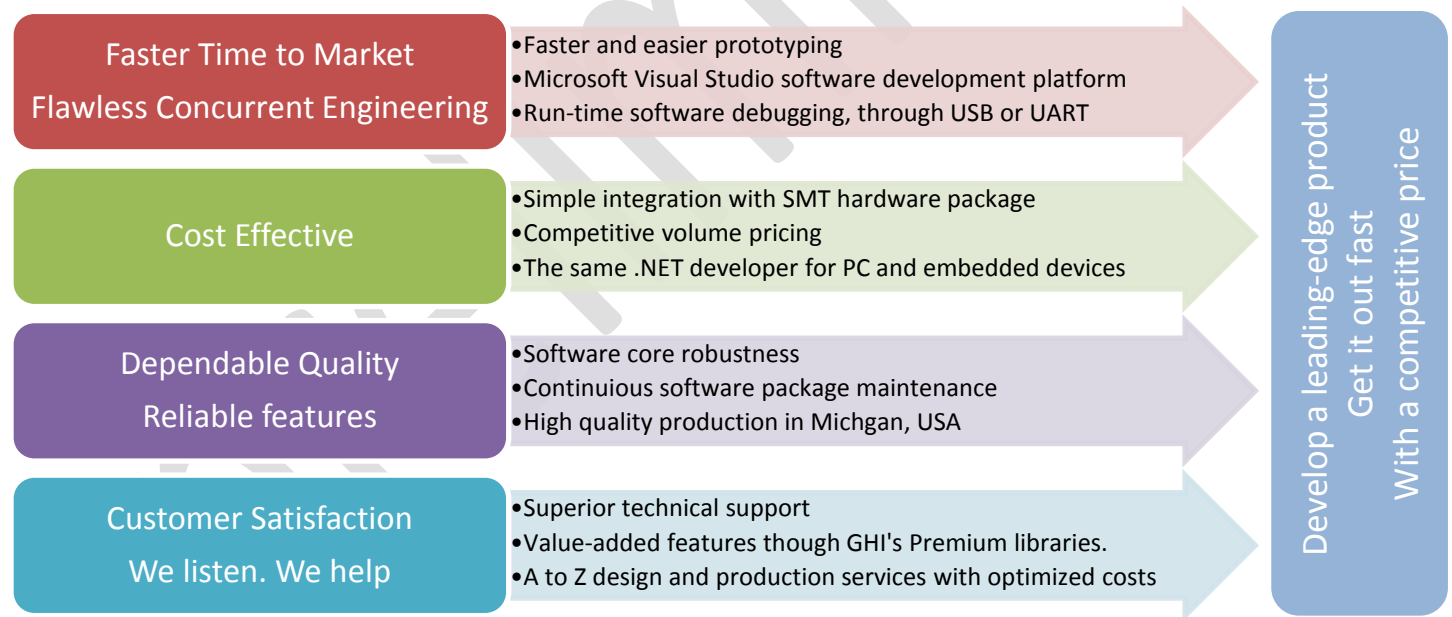 Faster Time to Market
Flawless Concurrent Engineering
•Faster and easier prototyping
•Microsoft Visual Studio software development platform
•Run-time software debugging, through USB or UART
Cost Effective
•Simple integration with SMT hardware package
•Competitive volume pricing
•The same .NET developer for PC and embedded devices
Dependable Quality
Reliable features
•Software core robustness
•Continuious software package maintenance
•High quality production in Michgan, USA
Customer Satisfaction
We listen. We help
•Superior technical support
•Value-added features though GHI's Premium libraries.
•A to Z design and production services with optimized costs
Develop a leading-edge product
Get it out fast
With a competitive price